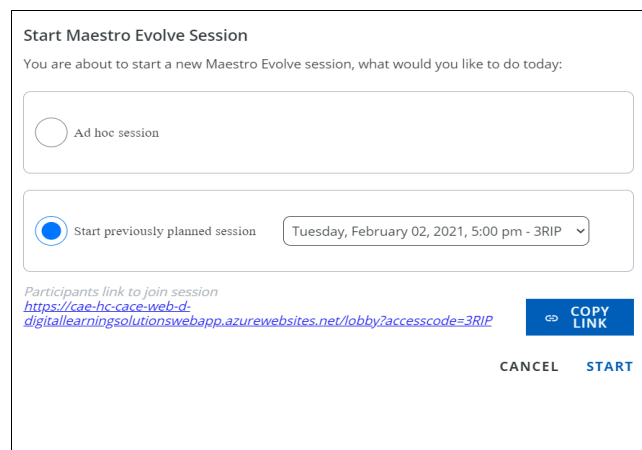 Start Maestro Evolve Session
You are about to start a new Maestro Evolve session, what would you like to do today:
Ad hoc session
Start previously planned session
Tuesday, February 02, 2021, 5:00 pm - 3RIP
Participants link to join session
https://cae-hc-cace-web-d-
digitallearningsolutionswebapp.azurewebsites.net/lobby?accesscode=3RIP
COPY
LINK
CANCEL START